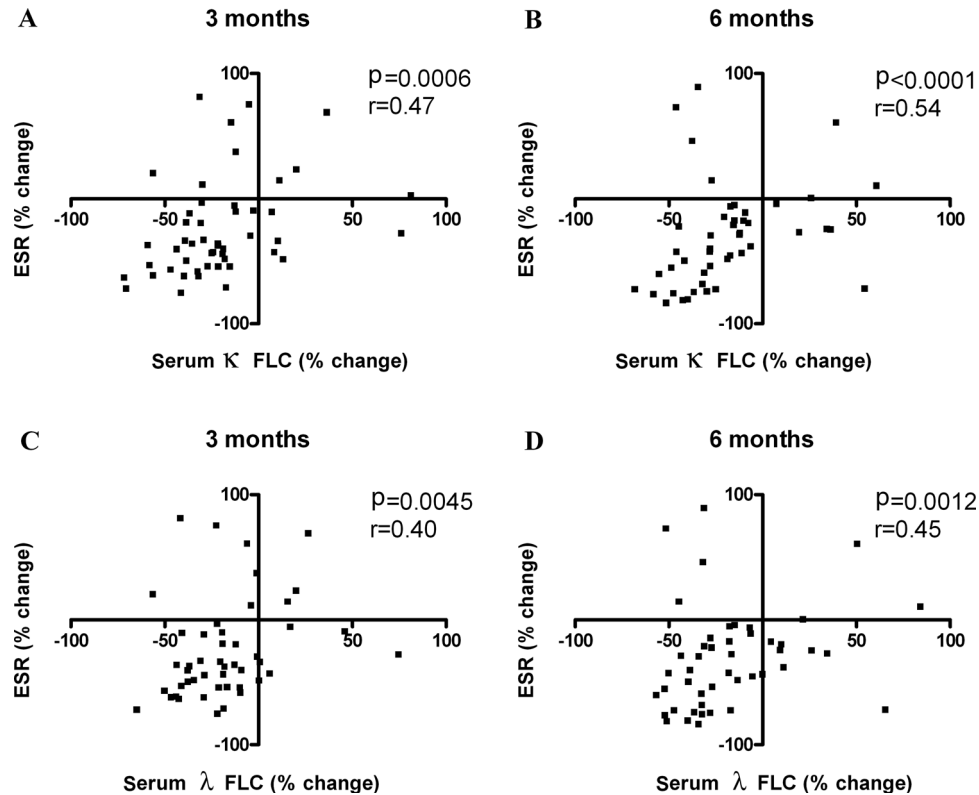 A
3 months
100
p=0.0006
r=0.47
ESR (% change)
-100
-50
50
100
-100
Serum κ FLC (% change)
B
6 months
100
p<0.0001
r=0.54
ESR (% change)
-100
-50
50
100
-100
Serum κ FLC (% change)
C
3 months
100
p=0.0045
r=0.40
ESR (% change)
-100
-50
50
100
-100
Serum λ FLC (% change)
D
6 months
100
p=0.0012
r=0.45
ESR (% change)
-100
-50
50
100
-100
Serum λ FLC (% change)